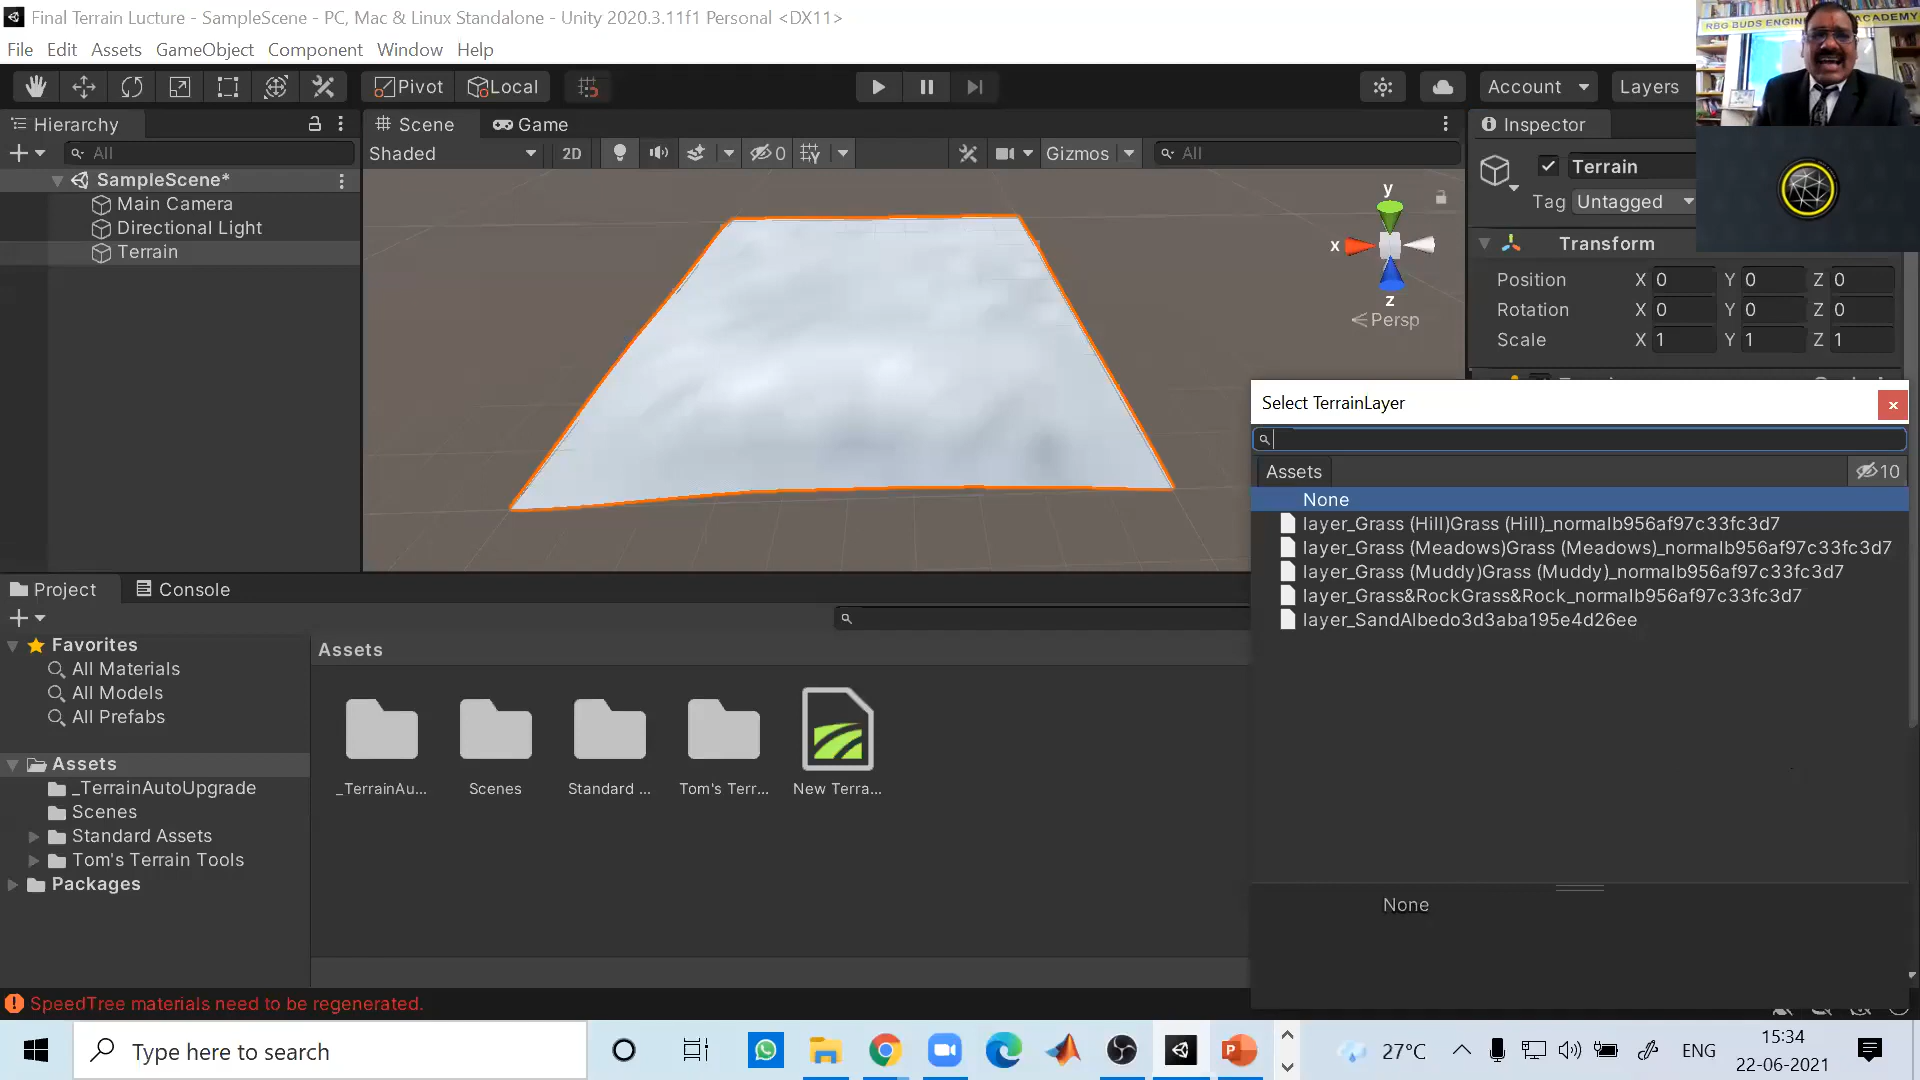 Final Terrain Lucture - SampleScene - PC, Mac & Linux Standalone - Unity 2020.3.11f1 Personal <DX11>
File Edit Assets GameObject Component Window Help
Pivot Local Account Layers
RBG BUDS ENGINEERING ACADEMY
Hierarchy
All
SampleScene*
Main Camera
Directional Light
Terrain
Scene Game
Shaded 2D 0 Gizmos All
y
x
z
Persp
Inspector
Terrain
Tag Untagged
Transform
Position X 0 Y 0 Z 0
Rotation X 0 Y 0 Z 0
Scale X 1 Y 1 Z 1
Select TerrainLayer
Assets 10
None
layer_Grass (Hill)Grass (Hill)_normalb956af97c33fc3d7
layer_Grass (Meadows)Grass (Meadows)_normalb956af97c33fc3d7
layer_Grass (Muddy)Grass (Muddy)_normalb956af97c33fc3d7
layer_Grass&RockGrass&Rock_normalb956af97c33fc3d7
layer_SandAlbedo3d3aba195e4d26ee
None
Project Console
Favorites
All Materials
All Models
All Prefabs
Assets
_TerrainAutoUpgrade
Scenes
Standard Assets
Tom's Terrain Tools
Packages
Assets
_TerrainAu... Scenes Standard ... Tom's Terr... New Terra...
SpeedTree materials need to be regenerated.
Type here to search
27°C ENG
15:34
22-06-2021